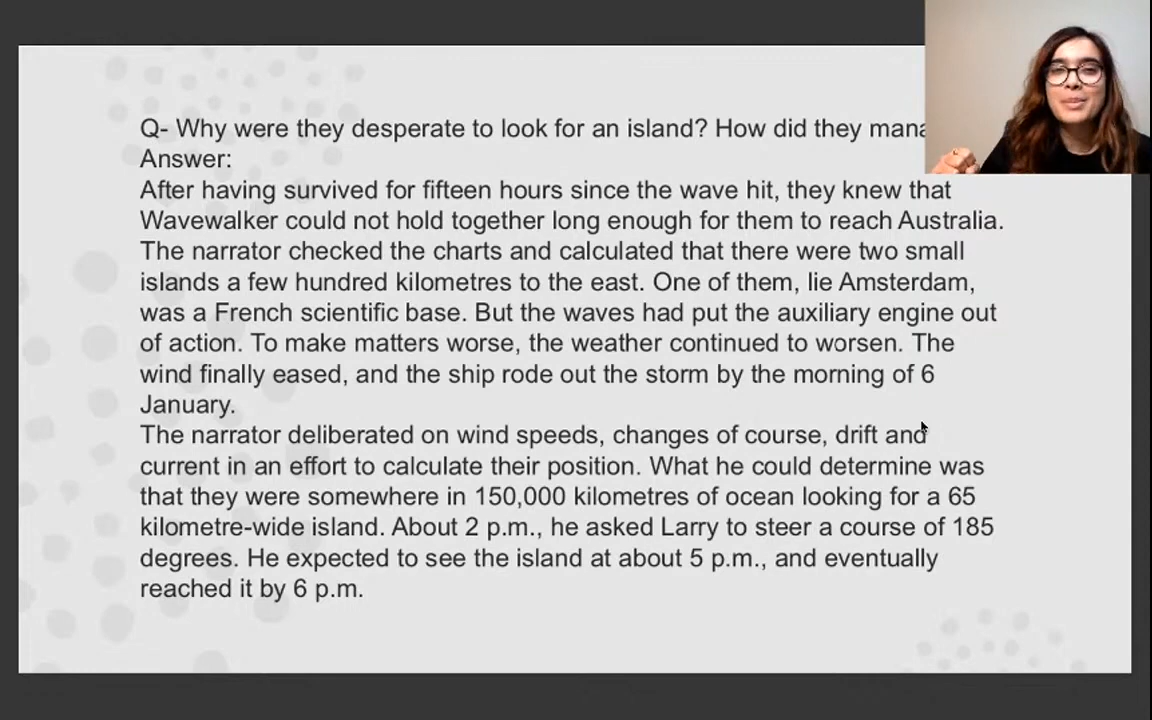 Q- Why were they desperate to look for an island? How did they
Answer:
After having survived for fifteen hours since the wave hit, they knew that
Wavewalker could not hold together long enough for them to reach Australia.
The narrator checked the charts and calculated that there were two small
islands a few hundred kilometres to the east. One of them, lie Amsterdam,
was a French scientific base. But the waves had put the auxiliary engine out
of action. To make matters worse, the weather continued to worsen. The
wind finally eased, and the ship rode out the storm by the morning of 6
January.
The narrator deliberated on wind speeds, changes of course, drift and
current in an effort to calculate their position. What he could determine was
that they were somewhere in 150,000 kilometres of ocean looking for a 65
kilometre-wide island. About 2 p.m., he asked Larry to steer a course of 185
degrees. He expected to see the island at about 5 p.m., and eventually
reached it by 6 p.m.